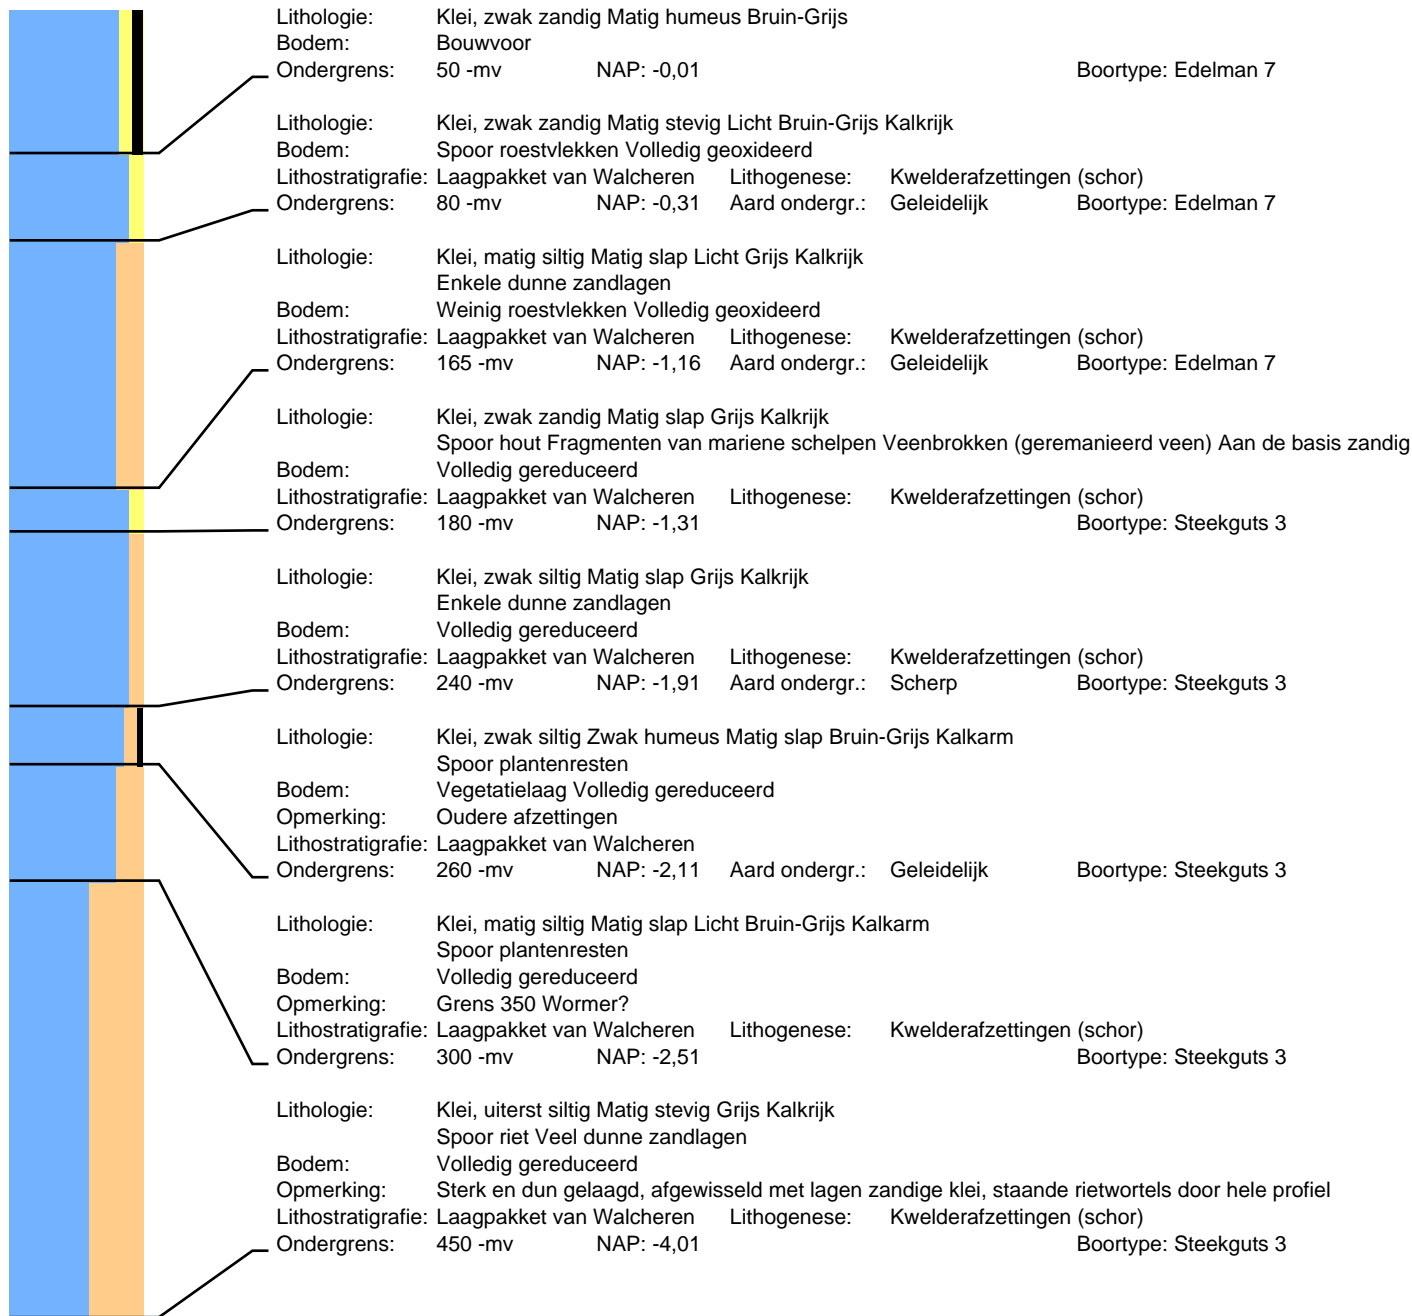 Lithologie: Klei, zwak zandig Matig humeus Bruin-Grijs
Bodem: Bouwvoor
Ondergrens: 50 -mv NAP: -0,01 Boortype: Edelman 7
Lithologie: Klei, zwak zandig Matig stevig Licht Bruin-Grijs Kalkrijk
Bodem: Spoor roestvlekken Volledig geoxideerd
Lithostratigrafie: Laagpakket van Walcheren Lithogenese: Kwelderafzettingen (schor)
Ondergrens: 80 -mv NAP: -0,31 Aard ondergr.: Geleidelijk Boortype: Edelman 7
Lithologie: Klei, matig siltig Matig slap Licht Grijs Kalkrijk
Enkele dunne zandlagen
Bodem: Weinig roestvlekken Volledig geoxideerd
Lithostratigrafie: Laagpakket van Walcheren Lithogenese: Kwelderafzettingen (schor)
Ondergrens: 165 -mv NAP: -1,16 Aard ondergr.: Geleidelijk Boortype: Edelman 7
Lithologie: Klei, zwak zandig Matig slap Grijs Kalkrijk
Spoor hout Fragmenten van mariene schelpen Veenbrokken (geremanieerd veen) Aan de basis zandig
Bodem: Volledig gereduceerd
Lithostratigrafie: Laagpakket van Walcheren Lithogenese: Kwelderafzettingen (schor)
Ondergrens: 180 -mv NAP: -1,31 Boortype: Steekguts 3
Lithologie: Klei, zwak siltig Matig slap Grijs Kalkrijk
Enkele dunne zandlagen
Bodem: Volledig gereduceerd
Lithostratigrafie: Laagpakket van Walcheren Lithogenese: Kwelderafzettingen (schor)
Ondergrens: 240 -mv NAP: -1,91 Aard ondergr.: Scherp Boortype: Steekguts 3
Lithologie: Klei, zwak siltig Zwak humeus Matig slap Bruin-Grijs Kalkarm
Spoor plantenresten
Bodem: Vegetatielaag Volledig gereduceerd
Opmerking: Oudere afzettingen
Lithostratigrafie: Laagpakket van Walcheren
Ondergrens: 260 -mv NAP: -2,11 Aard ondergr.: Geleidelijk Boortype: Steekguts 3
Lithologie: Klei, matig siltig Matig slap Licht Bruin-Grijs Kalkarm
Spoor plantenresten
Bodem: Volledig gereduceerd
Opmerking: Grens 350 Wormer?
Lithostratigrafie: Laagpakket van Walcheren Lithogenese: Kwelderafzettingen (schor)
Ondergrens: 300 -mv NAP: -2,51 Boortype: Steekguts 3
Lithologie: Klei, uiterst siltig Matig stevig Grijs Kalkrijk
Spoor riet Veel dunne zandlagen
Bodem: Volledig gereduceerd
Opmerking: Sterk en dun gelaagd, afgewisseld met lagen zandige klei, staande rietwortels door hele profiel
Lithostratigrafie: Laagpakket van Walcheren Lithogenese: Kwelderafzettingen (schor)
Ondergrens: 450 -mv NAP: -4,01 Boortype: Steekguts 3